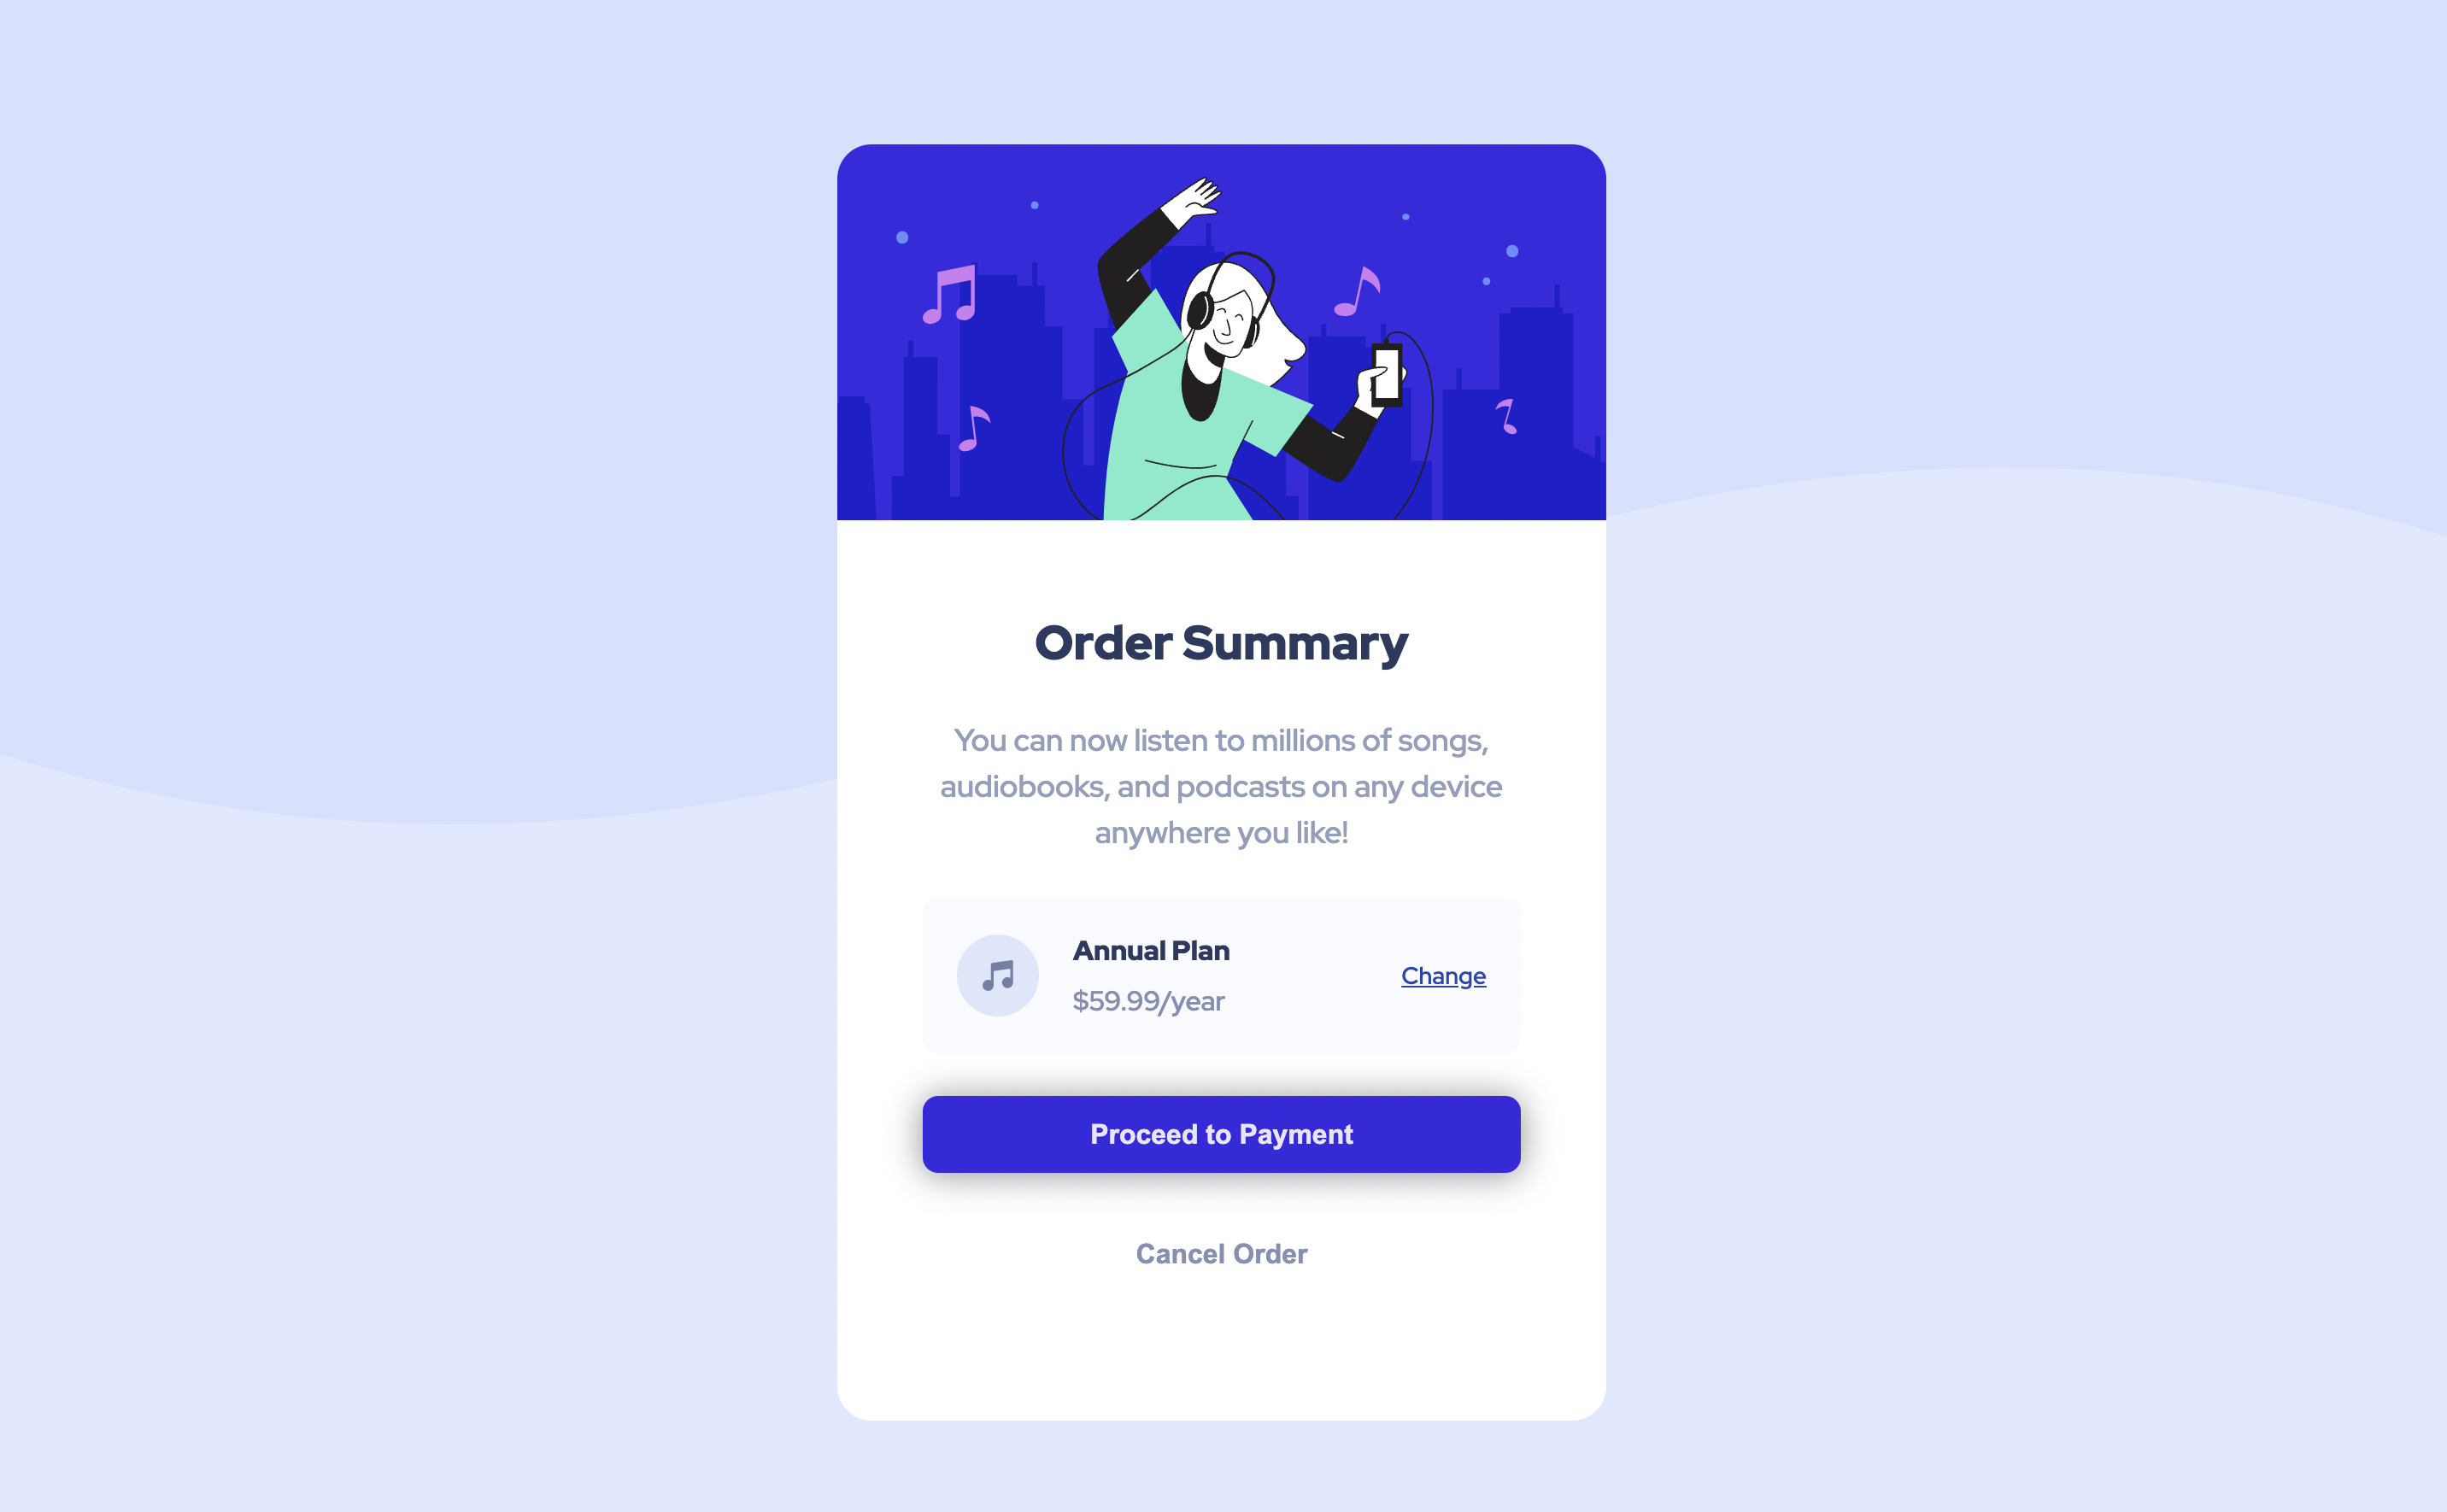 Order Summary
You can now listen to millions of songs,
audiobooks, and podcasts on any device
anywhere you like!
Annual Plan
$59.99/year
Change
Proceed to Payment
Cancel Order